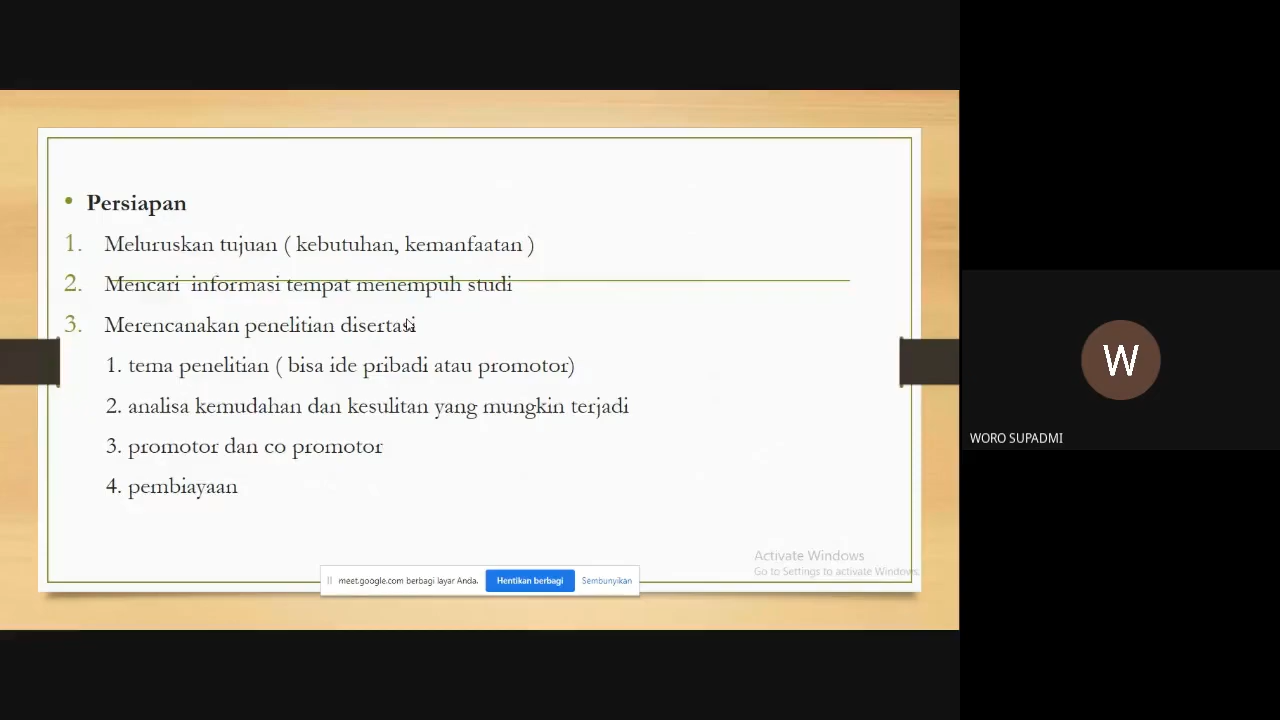 • Persiapan
1. Meluruskan tujuan ( kebutuhan, kemanfaatan )
2. Mencari informasi tempat menempuh studi
3. Merencanakan penelitian disertasi
1. tema penelitian ( bisa ide pribadi atau promotor)
2. analisa kemudahan dan kesulitan yang mungkin terjadi
3. promotor dan co promotor
4. pembiayaan
Activate Windows
Go to Settings to activate Windows.
meet.google.com berbagi layar Anda. Hentikan berbagi Sembunyikan
W
WORO SUPADMI